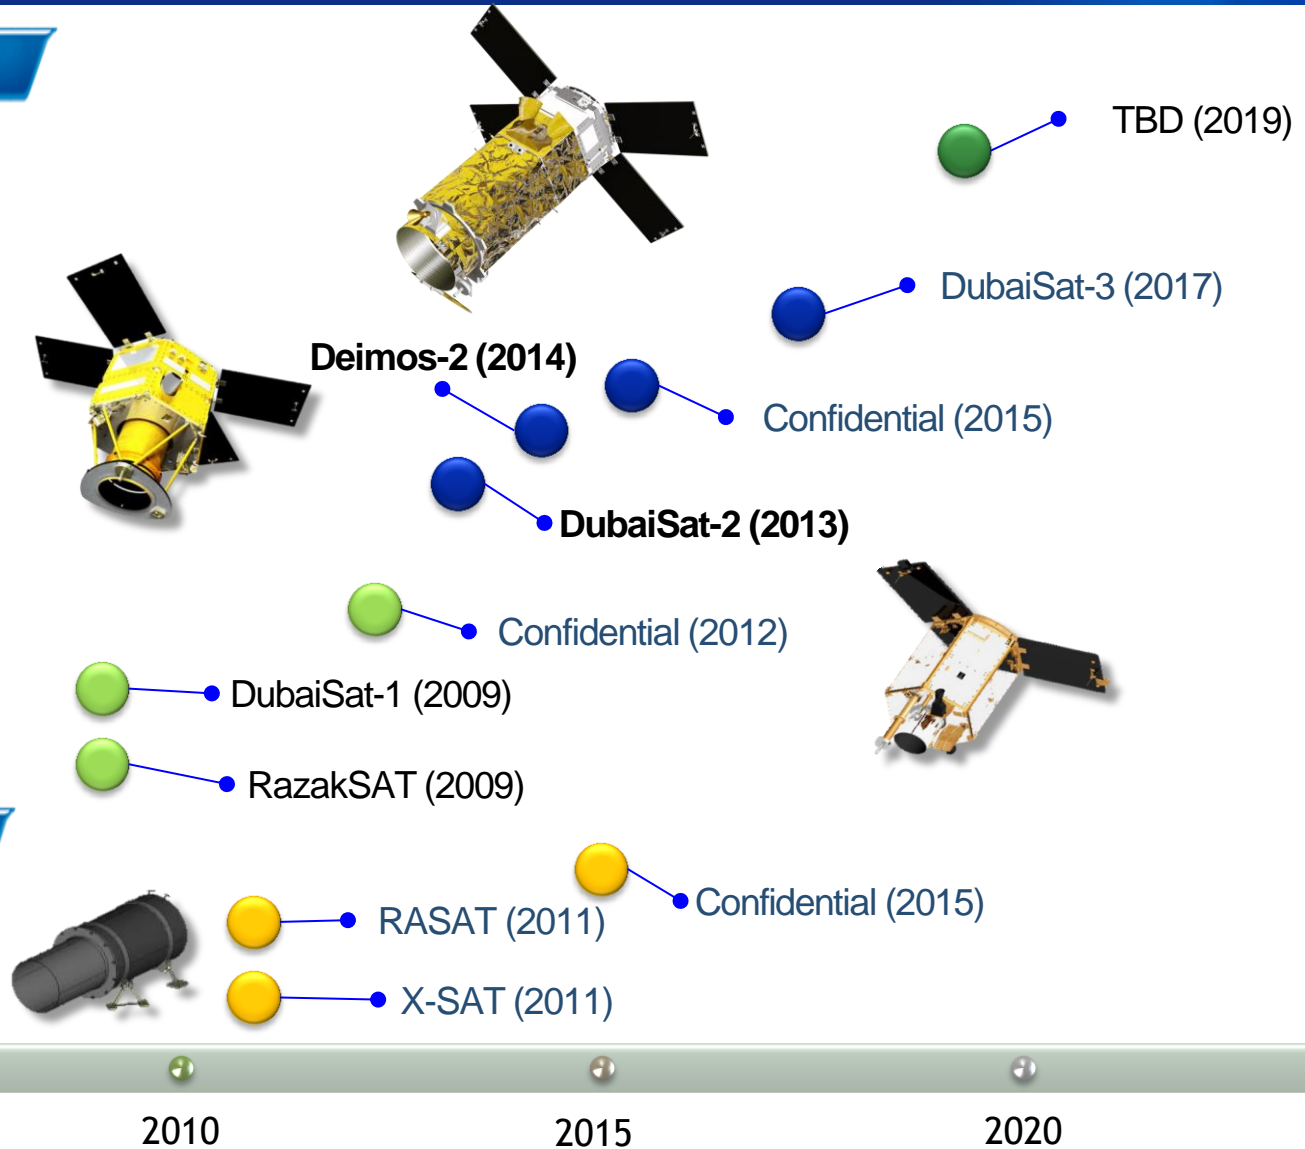 TBD (2019)
DubaiSat-3 (2017)
Deimos-2 (2014)
Confidential (2015)
DubaiSat-2 (2013)
Confidential (2012)
DubaiSat-1 (2009)
RazakSAT (2009)
Confidential (2015)
RASAT (2011)
X-SAT (2011)
2010
2015
2020